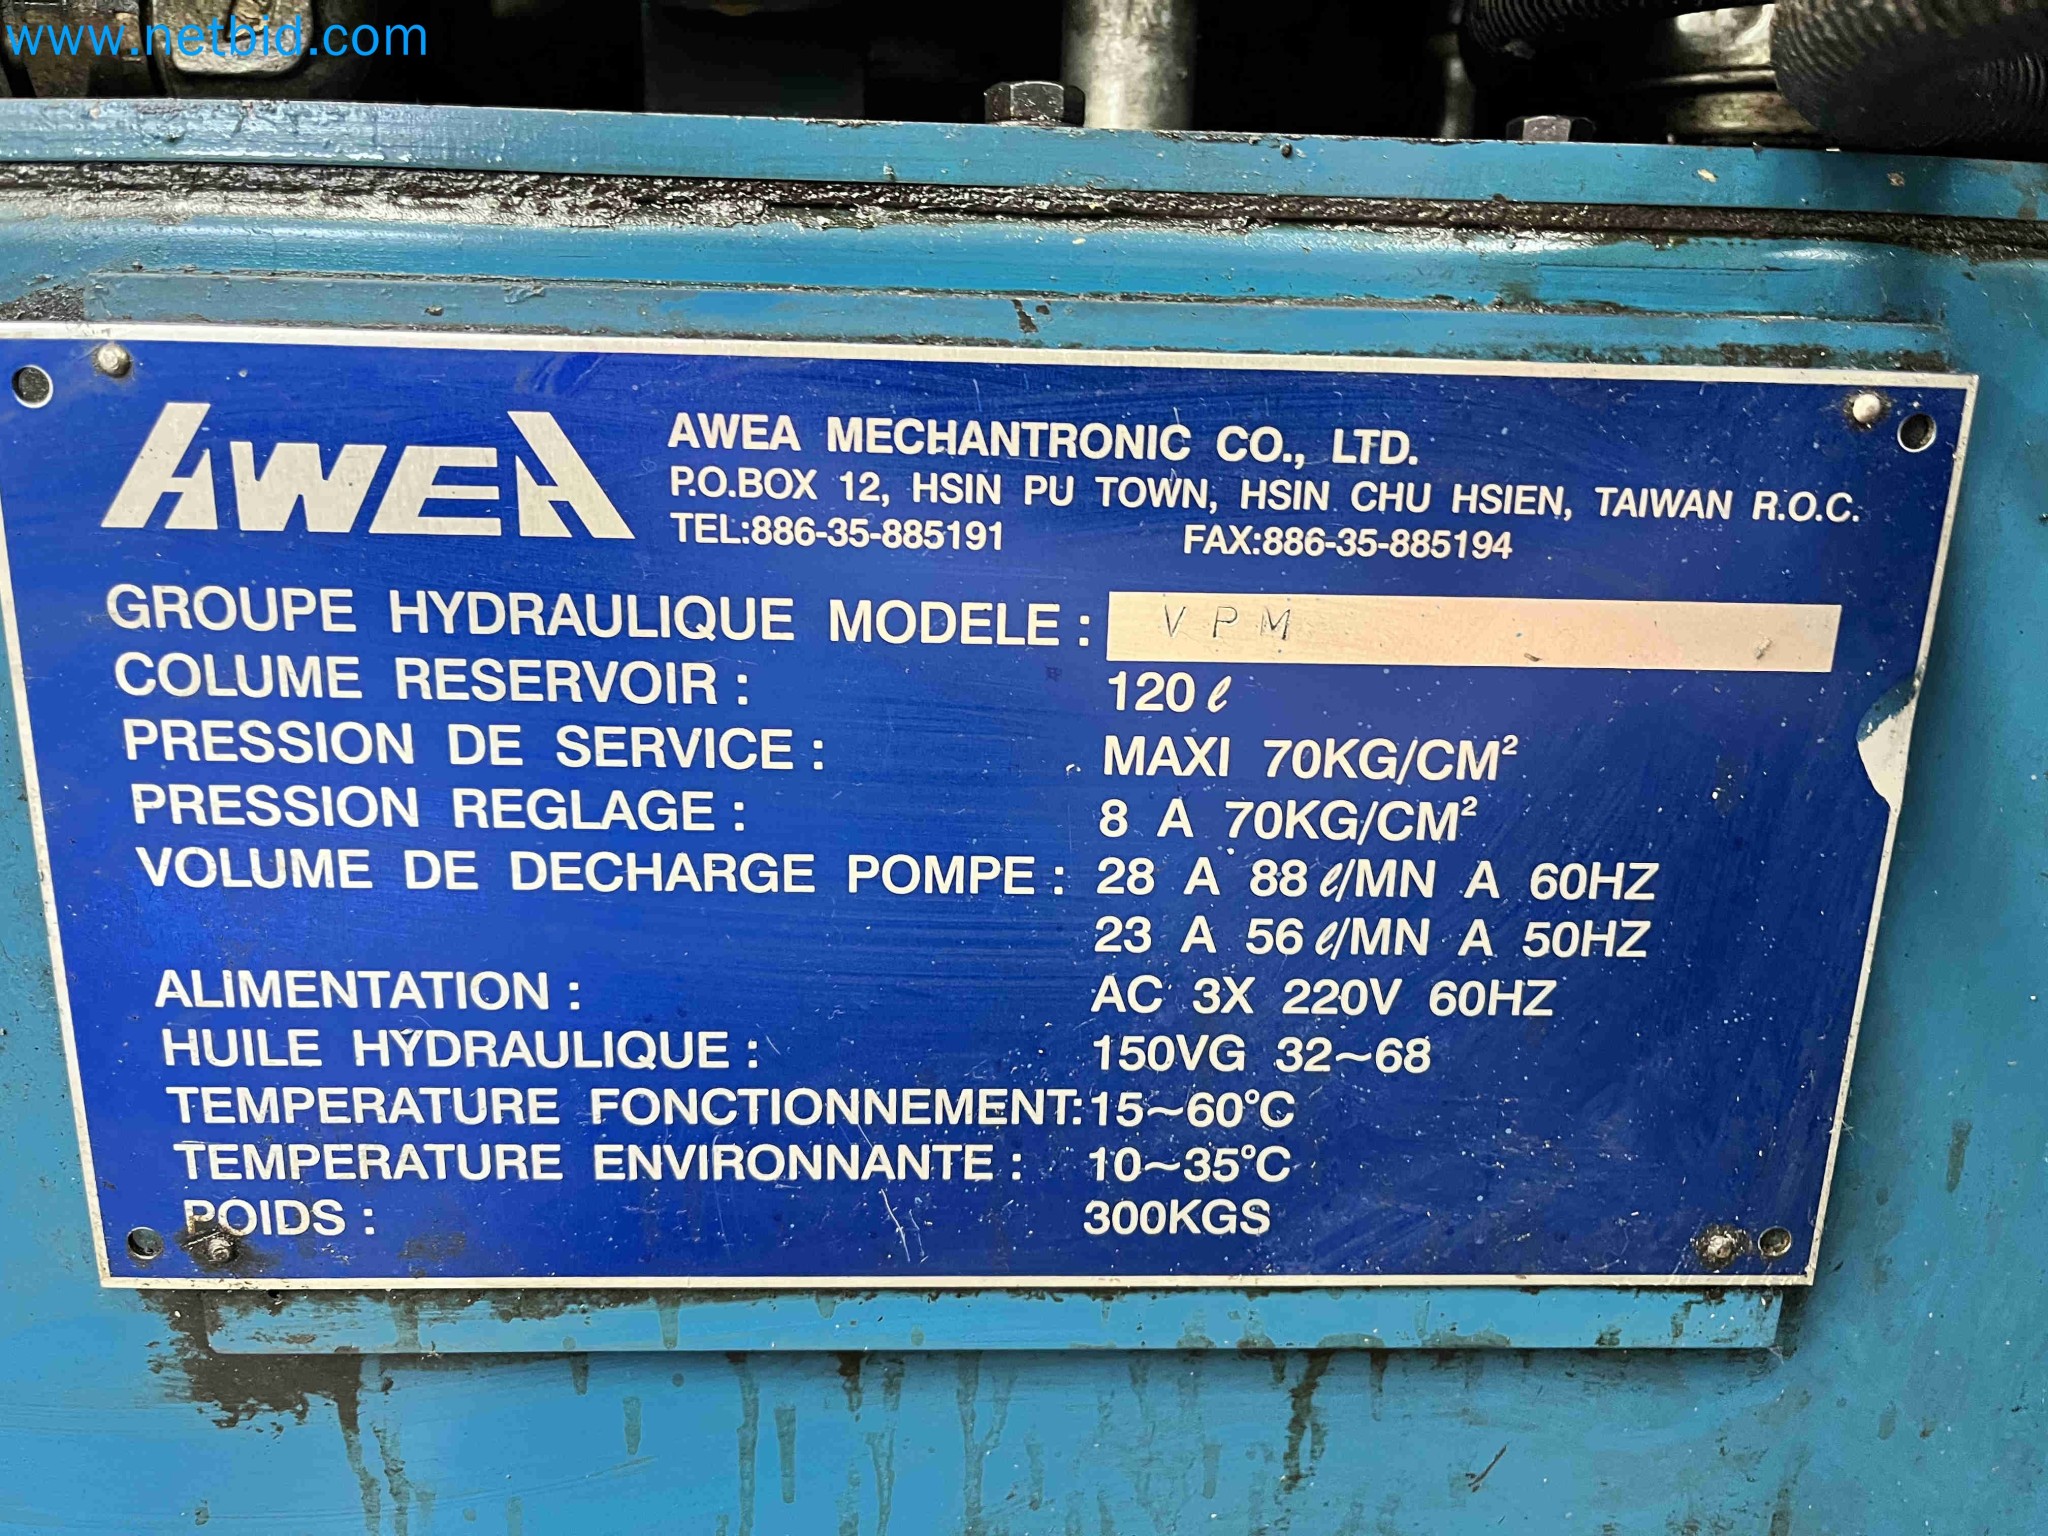 www.netbid.com
AWEA
AWEA MECHANTRONIC CO., LTD.
P.O.BOX 12, HSIN PU TOWN, HSIN CHU HSIEN, TAIWAN R.O.C.
TEL:886-35-885191 FAX:886-35-885194
GROUPE HYDRAULIQUE MODELE : VPM
COLUME RESERVOIR : 120ℓ
PRESSION DE SERVICE : MAXI 70KG/CM²
PRESSION REGLAGE : 8 A 70KG/CM²
VOLUME DE DECHARGE POMPE : 28 A 88ℓ/MN A 60HZ
23 A 56ℓ/MN A 50HZ
ALIMENTATION : AC 3X 220V 60HZ
HUILE HYDRAULIQUE : 150VG 32~68
TEMPERATURE FONCTIONNEMENT: 15~60°C
TEMPERATURE ENVIRONNANTE : 10~35°C
POIDS : 300KGS